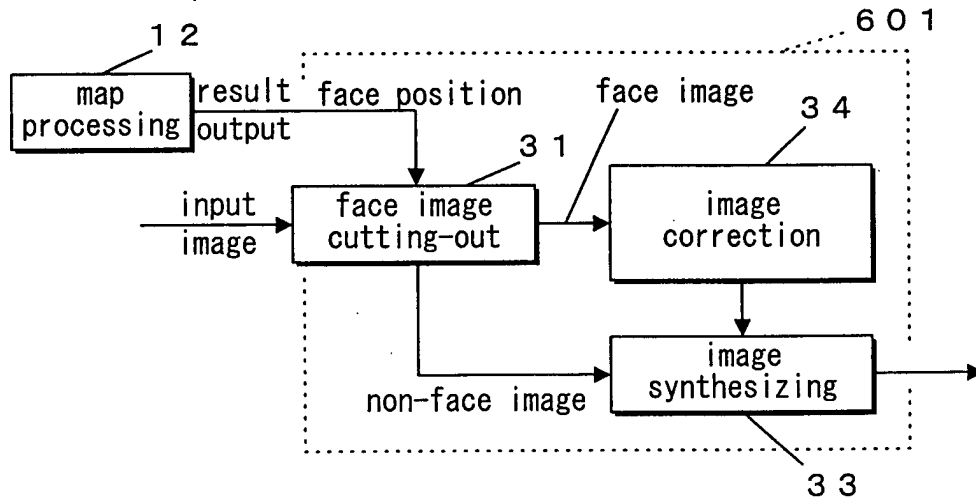 601
12
map
processing
result
output
face position
face image
34
31
input
image
face image
cutting-out
image
correction
image
synthesizing
non-face image
33